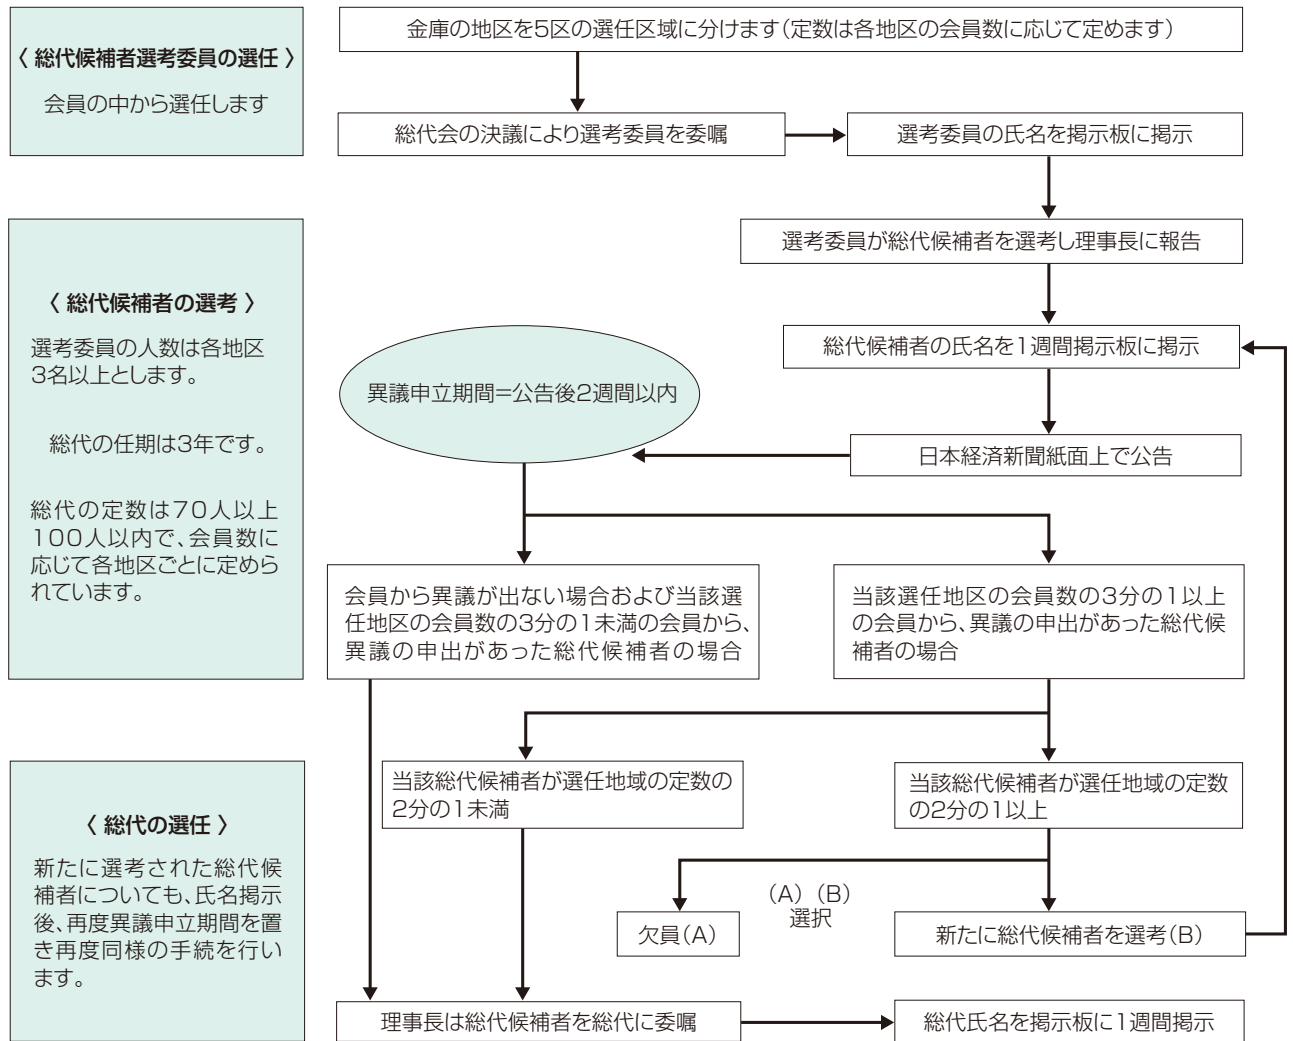 〈 総代候補者選考委員の選任 〉
会員の中から選任します
金庫の地区を5区の選任区域に分けます(定数は各地区の会員数に応じて定めます)
総代会の決議により選考委員を委嘱
選考委員の氏名を掲示板に掲示
選考委員が総代候補者を選考し理事長に報告
〈 総代候補者の選考 〉
選考委員の人数は各地区
3名以上とします。
総代の任期は3年です。
総代の定数は70人以上
100人以内で、会員数に
応じて各地区ごとに定めら
れています。
総代候補者の氏名を1週間掲示板に掲示
異議申立期間=公告後2週間以内
日本経済新聞紙面上で公告
会員から異議が出ない場合および当該選
任地区の会員数の3分の1未満の会員から、
異議の申出があった総代候補者の場合
当該選任地区の会員数の3分の1以上
の会員から、異議の申出があった総代候
補者の場合
当該総代候補者が選任地域の定数の
2分の1未満
当該総代候補者が選任地域の定数
の2分の1以上
〈 総代の選任 〉
新たに選考された総代候
補者についても、氏名掲示
後、再度異議申立期間を置
き再度同様の手続を行い
ます。
(A) (B)
選択
欠員(A)
新たに総代候補者を選考(B)
理事長は総代候補者を総代に委嘱
総代氏名を掲示板に1週間掲示